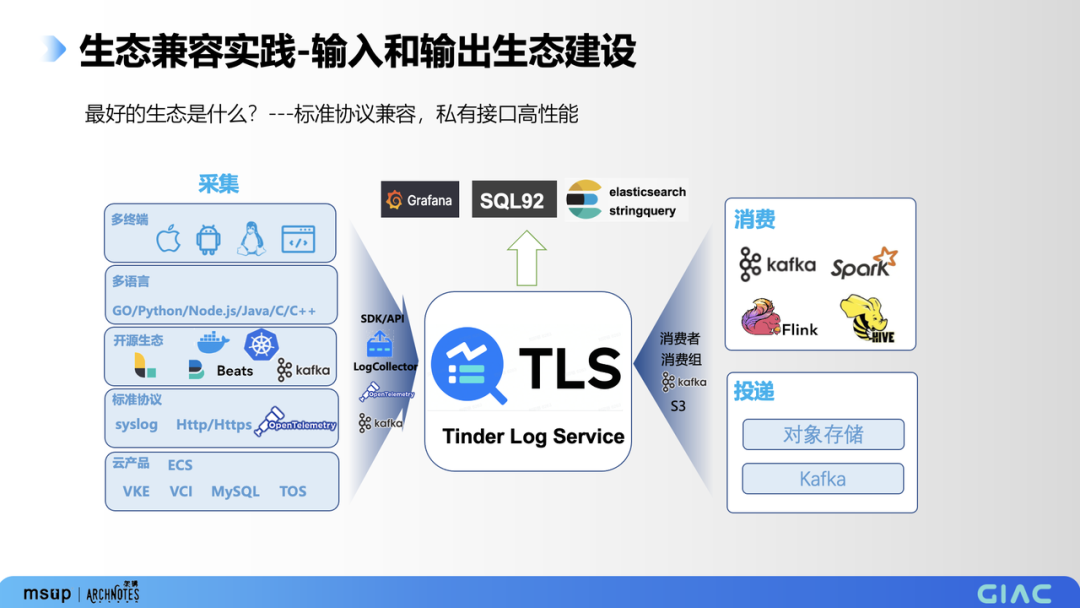 生态兼容实践-输入和输出生态建设
最好的生态是什么？---标准协议兼容，私有接口高性能
采集
多终端
多语言
GO/Python/Node.js/Java/C/C++
开源生态
Beats
kafka
标准协议
syslog Http/Https OpenTelemetry
云产品 ECS
VKE VCI MySQL TOS
SDK/API
LogCollector
OpenTelemetry
kafka
Grafana
SQL92
elasticsearch
stringquery
TLS
Tinder Log Service
消费者
消费组
kafka
S3
消费
kafka Spark
Flink HIVE
投递
对象存储
Kafka
msup ARCHNOTES
GIAC